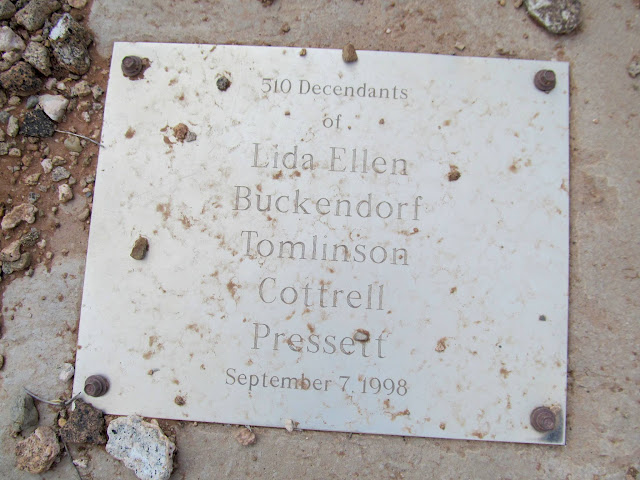 510 Decendants
of
Lida Ellen
Buckendorf
Tomlinson
Cottrell
Pressett
September 7, 1998